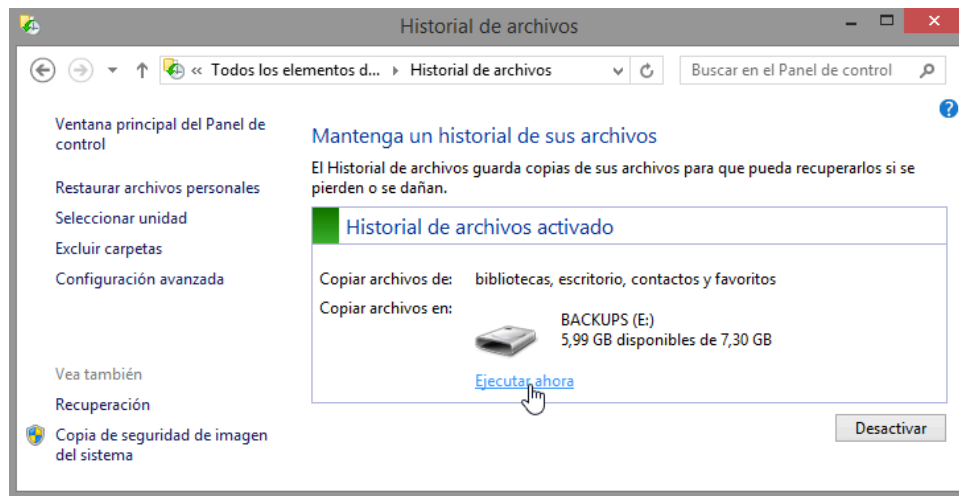 Historial de archivos
« Todos los elementos d... Historial de archivos
Buscar en el Panel de control
Ventana principal del Panel de
control
Restaurar archivos personales
Seleccionar unidad
Excluir carpetas
Configuración avanzada
Vea también
Recuperación
Copia de seguridad de imagen
del sistema
Mantenga un historial de sus archivos
El Historial de archivos guarda copias de sus archivos para que pueda recuperarlos si se
pierden o se dañan.
Historial de archivos activado
Copiar archivos de: bibliotecas, escritorio, contactos y favoritos
Copiar archivos en: BACKUPS (E:)
5,99 GB disponibles de 7,30 GB
Ejecutar ahora
Desactivar